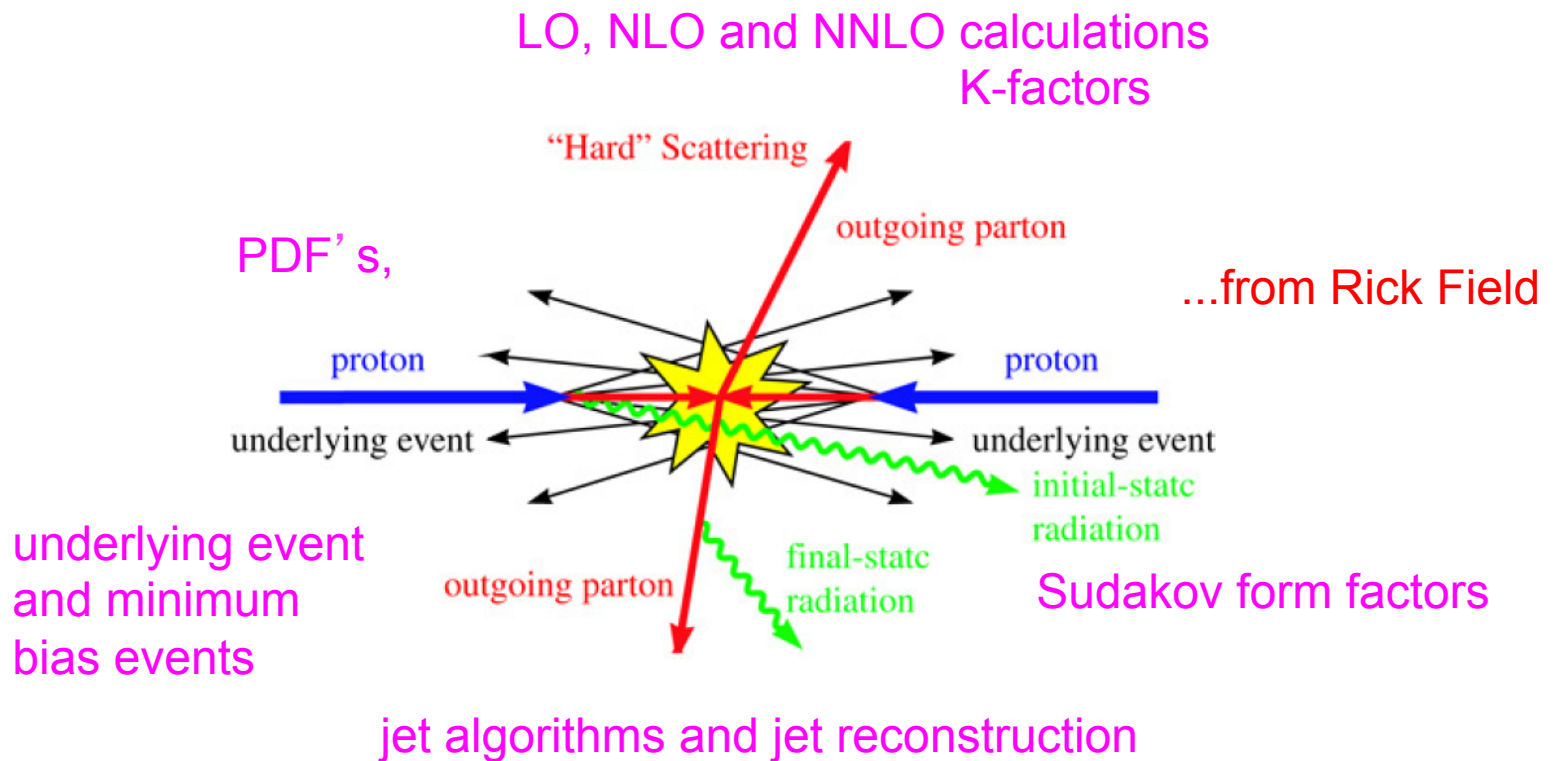 LO, NLO and NNLO calculations
K-factors
“Hard” Scattering
outgoing parton
PDF’s,
...from Rick Field
proton
proton
underlying event
underlying event
initial-statc
radiation
underlying event
and minimum
bias events
final-statc
radiation
outgoing parton
Sudakov form factors
jet algorithms and jet reconstruction